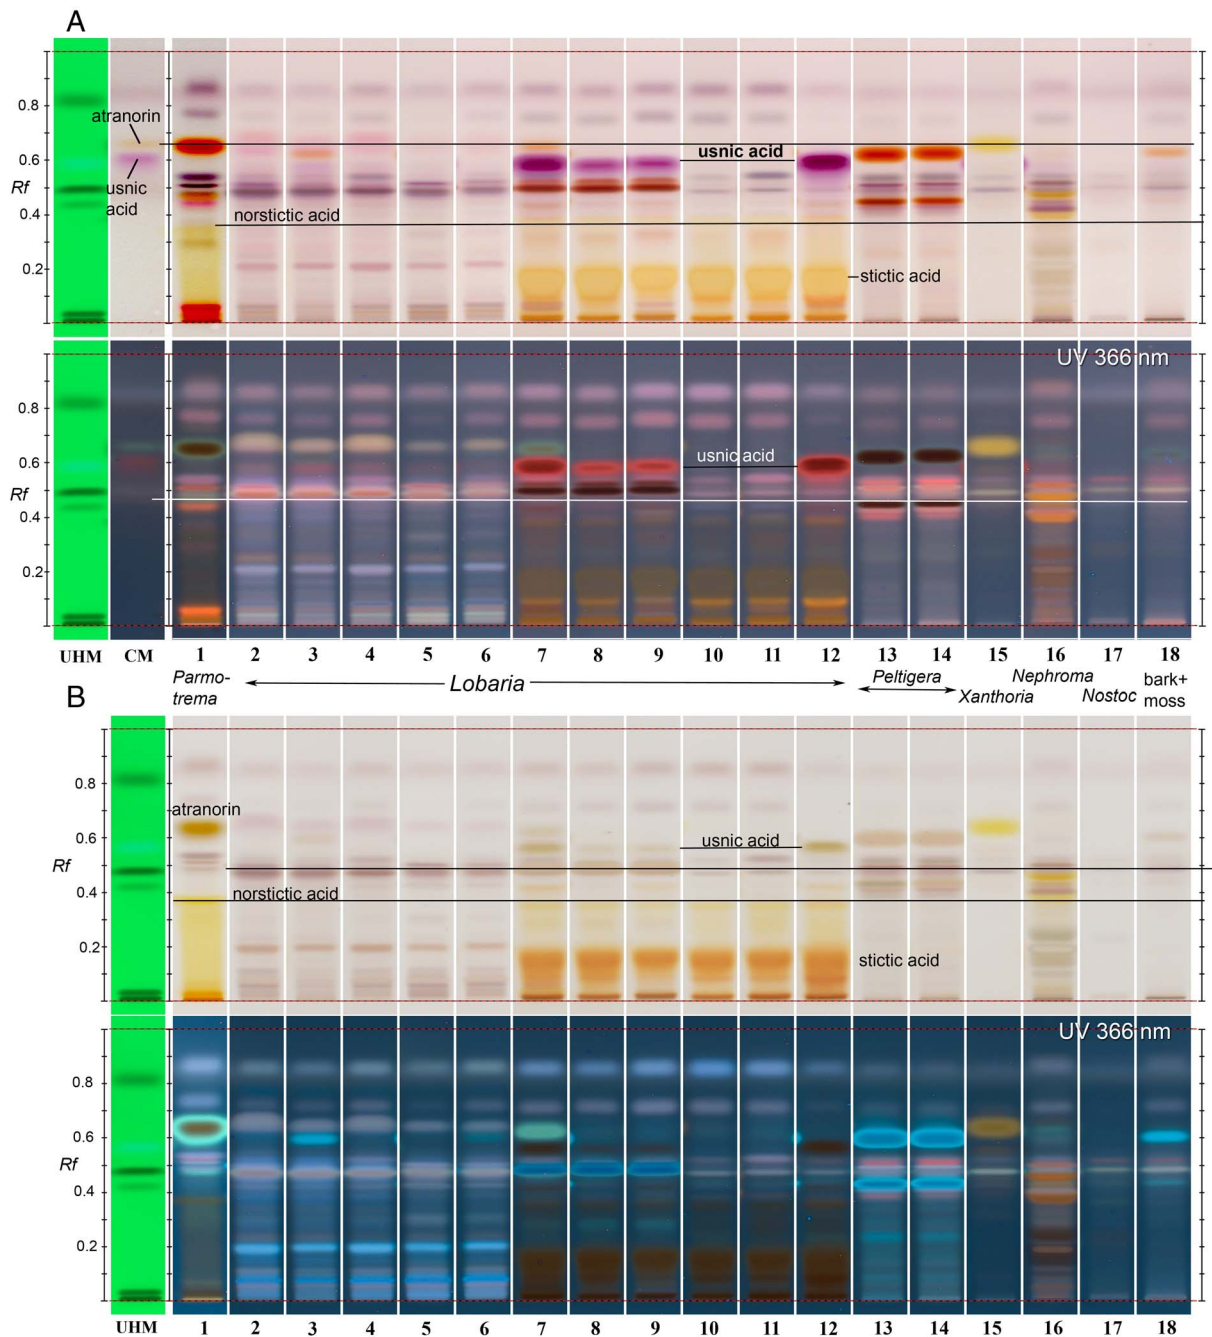 A
0.8
atranorin
0.6
usnic acid
Rf
usnic
acid
0.4
norstictic acid
0.2
stictic acid
UV 366 nm
0.8
0.6
usnic acid
Rf
0.4
0.2
UHM CM 1 2 3 4 5 6 7 8 9 10 11 12 13 14 15 16 17 18
Parmo-
trema
Lobaria
Peltigera
Xanthoria
Nephroma
Nostoc
bark+
moss
B
0.8
atranorin
0.6
usnic acid
Rf
0.4
norstictic acid
0.2
stictic acid
UV 366 nm
0.8
0.6
Rf
0.4
0.2
UHM 1 2 3 4 5 6 7 8 9 10 11 12 13 14 15 16 17 18